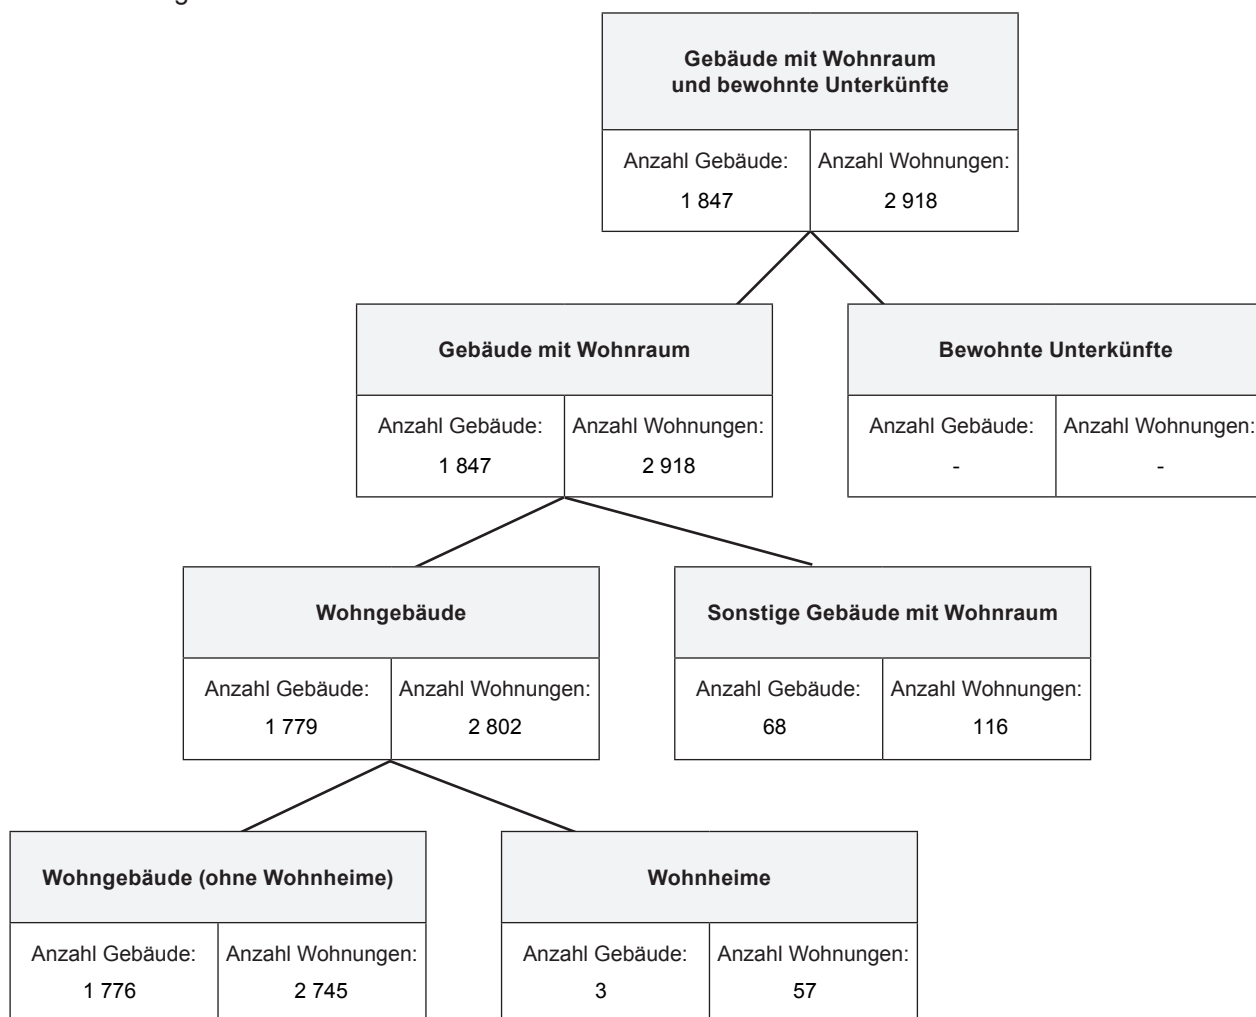 Gebäude mit Wohnraum
und bewohnte Unterkünfte
Anzahl Gebäude: Anzahl Wohnungen:
1 847 2 918
Gebäude mit Wohnraum Bewohnte Unterkünfte
Anzahl Gebäude: Anzahl Wohnungen: Anzahl Gebäude: Anzahl Wohnungen:
1 847 2 918 - -
Wohngebäude Sonstige Gebäude mit Wohnraum
Anzahl Gebäude: Anzahl Wohnungen: Anzahl Gebäude: Anzahl Wohnungen:
1 779 2 802 68 116
Wohngebäude (ohne Wohnheime) Wohnheime
Anzahl Gebäude: Anzahl Wohnungen: Anzahl Gebäude: Anzahl Wohnungen:
1 776 2 745 3 57